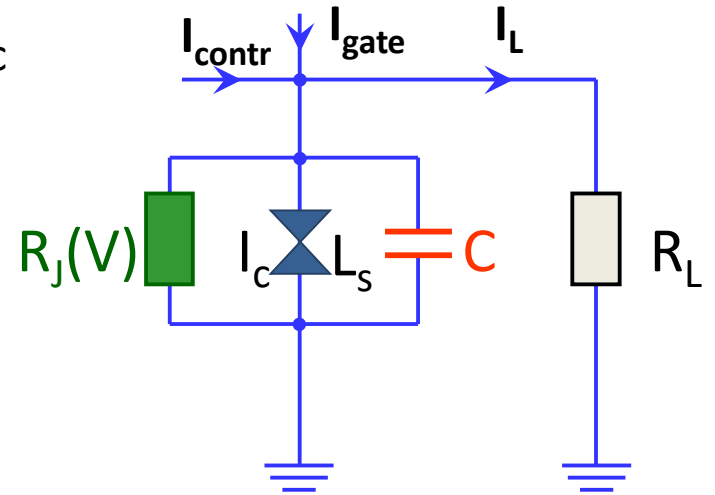 I_gate
I_L
I_contr
c
R_J(V)
I_c
L_s
C
R_L